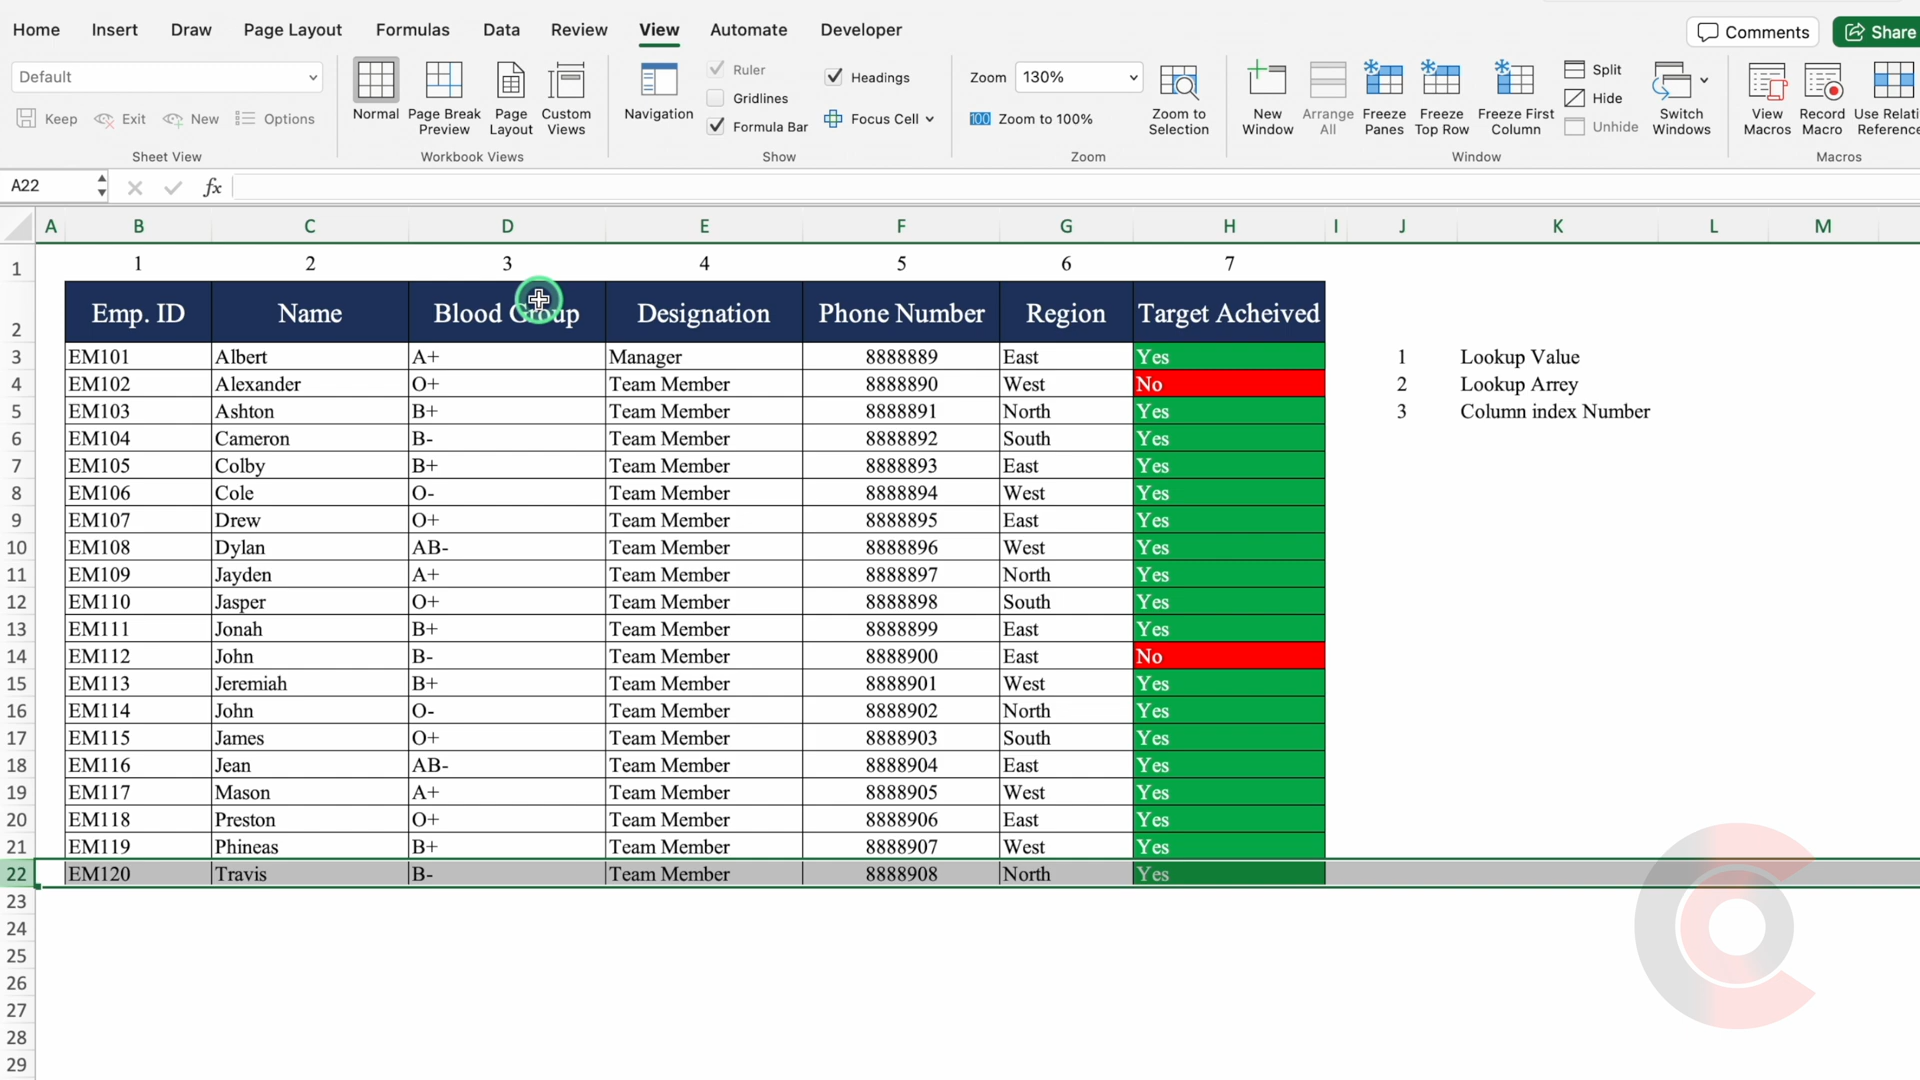 Home Insert Draw Page Layout Formulas Data Review View Automate Developer Comments Share
Default
Keep Exit New Options
Sheet View
Normal
Page Break Preview
Page Layout
Custom Views
Workbook Views
Navigation
Ruler
Gridlines
Formula Bar
Headings
Focus Cell
Show
Zoom 130%
100 Zoom to 100%
Zoom to Selection
Zoom
New Window
Arrange All
Freeze Panes
Freeze Top Row
Freeze First Column
Split
Hide
Unhide
Switch Windows
Window
View Macros
Record Macro
Use Relati
Reference
Macros
A22 fx
A B C D E F G H I J K L M
1 1 2 3 4 5 6 7
2 Emp. ID Name Blood Group Designation Phone Number Region Target Acheived
3 EM101 Albert A+ Manager 8888889 East Yes 1 Lookup Value
4 EM102 Alexander O+ Team Member 8888890 West No 2 Lookup Arrey
5 EM103 Ashton B+ Team Member 8888891 North Yes 3 Column index Number
6 EM104 Cameron B- Team Member 8888892 South Yes
7 EM105 Colby B+ Team Member 8888893 East Yes
8 EM106 Cole O- Team Member 8888894 West Yes
9 EM107 Drew O+ Team Member 8888895 East Yes
10 EM108 Dylan AB- Team Member 8888896 West Yes
11 EM109 Jayden A+ Team Member 8888897 North Yes
12 EM110 Jasper O+ Team Member 8888898 South Yes
13 EM111 Jonah B+ Team Member 8888899 East Yes
14 EM112 John B- Team Member 8888900 East No
15 EM113 Jeremiah B+ Team Member 8888901 West Yes
16 EM114 John O- Team Member 8888902 North Yes
17 EM115 James O+ Team Member 8888903 South Yes
18 EM116 Jean AB- Team Member 8888904 East Yes
19 EM117 Mason A+ Team Member 8888905 West Yes
20 EM118 Preston O+ Team Member 8888906 East Yes
21 EM119 Phineas B+ Team Member 8888907 West Yes
22 EM120 Travis B- Team Member 8888908 North Yes
23
24
25
26
27
28
29